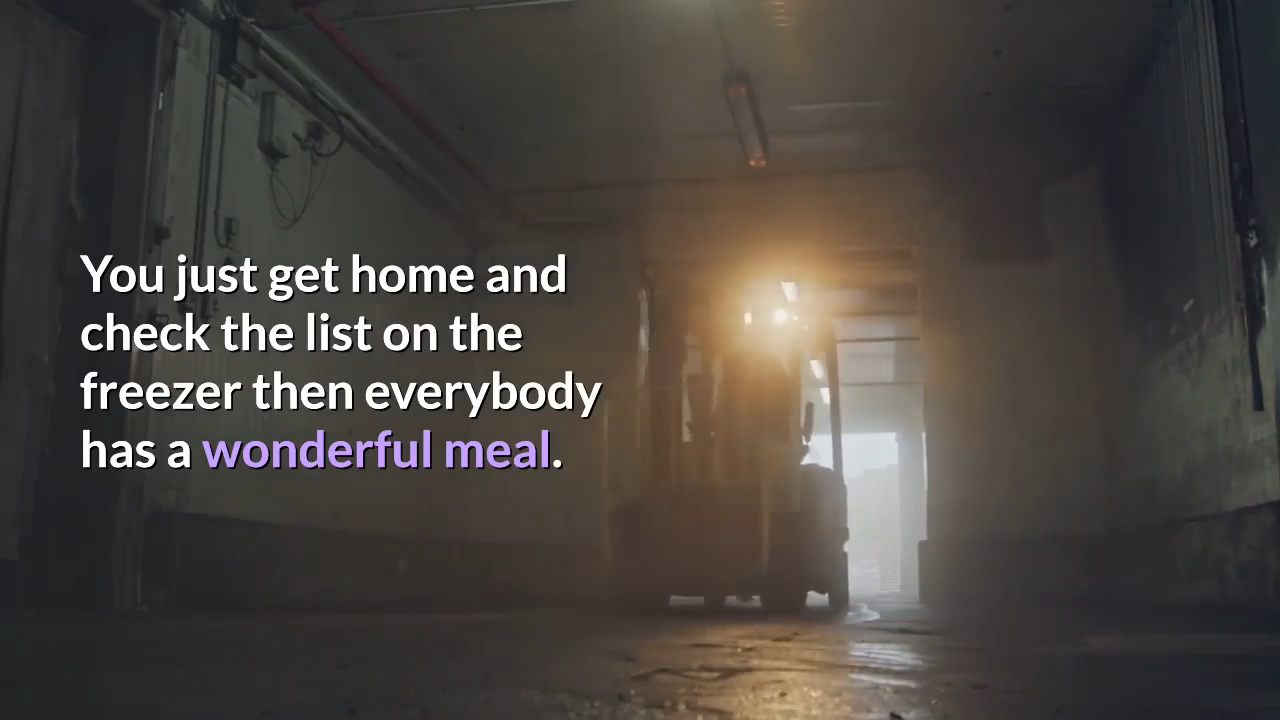 You just get home and
check the list on the
freezer then everybody
has a wonderful meal.